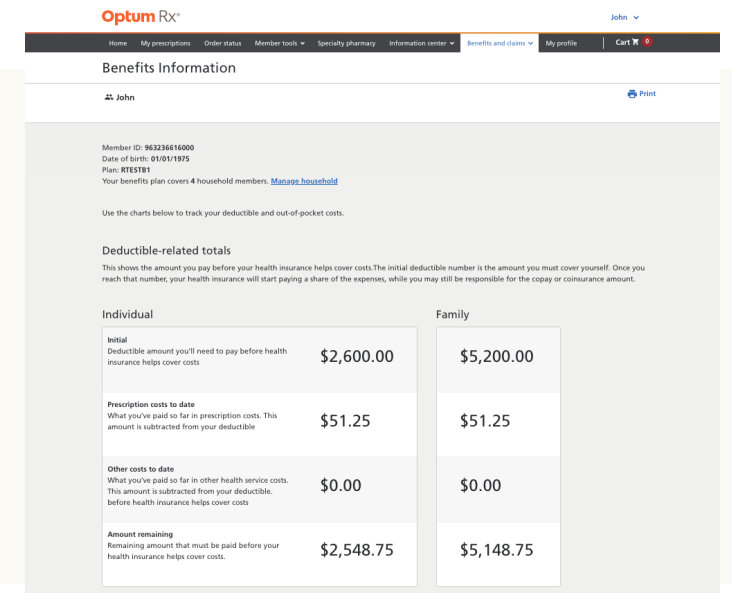 Optum Rx®
John
Home My prescriptions Order status Member tools Specialty pharmacy Information center Benefits and claims My profile Cart 0
Benefits Information
John
Print
Member ID: 963236616000
Date of birth: 01/01/1975
Plan: RTESTB1
Your benefits plan covers 4 household members. Manage household
Use the charts below to track your deductible and out-of-pocket costs.
Deductible-related totals
This shows the amount you pay before your health insurance helps cover costs.The initial deductible number is the amount you must cover yourself. Once you
reach that number, your health insurance will start paying a share of the expenses, while you may still be responsible for the copay or coinsurance amount.
Individual
Family
Initial
Deductible amount you'll need to pay before health
insurance helps cover costs
$2,600.00
$5,200.00
Prescription costs to date
What you've paid so far in prescription costs. This
amount is subtracted from your deductible
$51.25
$51.25
Other costs to date
What you've paid so far in other health service costs.
This amount is subtracted from your deductible.
before health insurance helps cover costs
$0.00
$0.00
Amount remaining
Remaining amount that must be paid before your
health insurance helps cover costs.
$2,548.75
$5,148.75